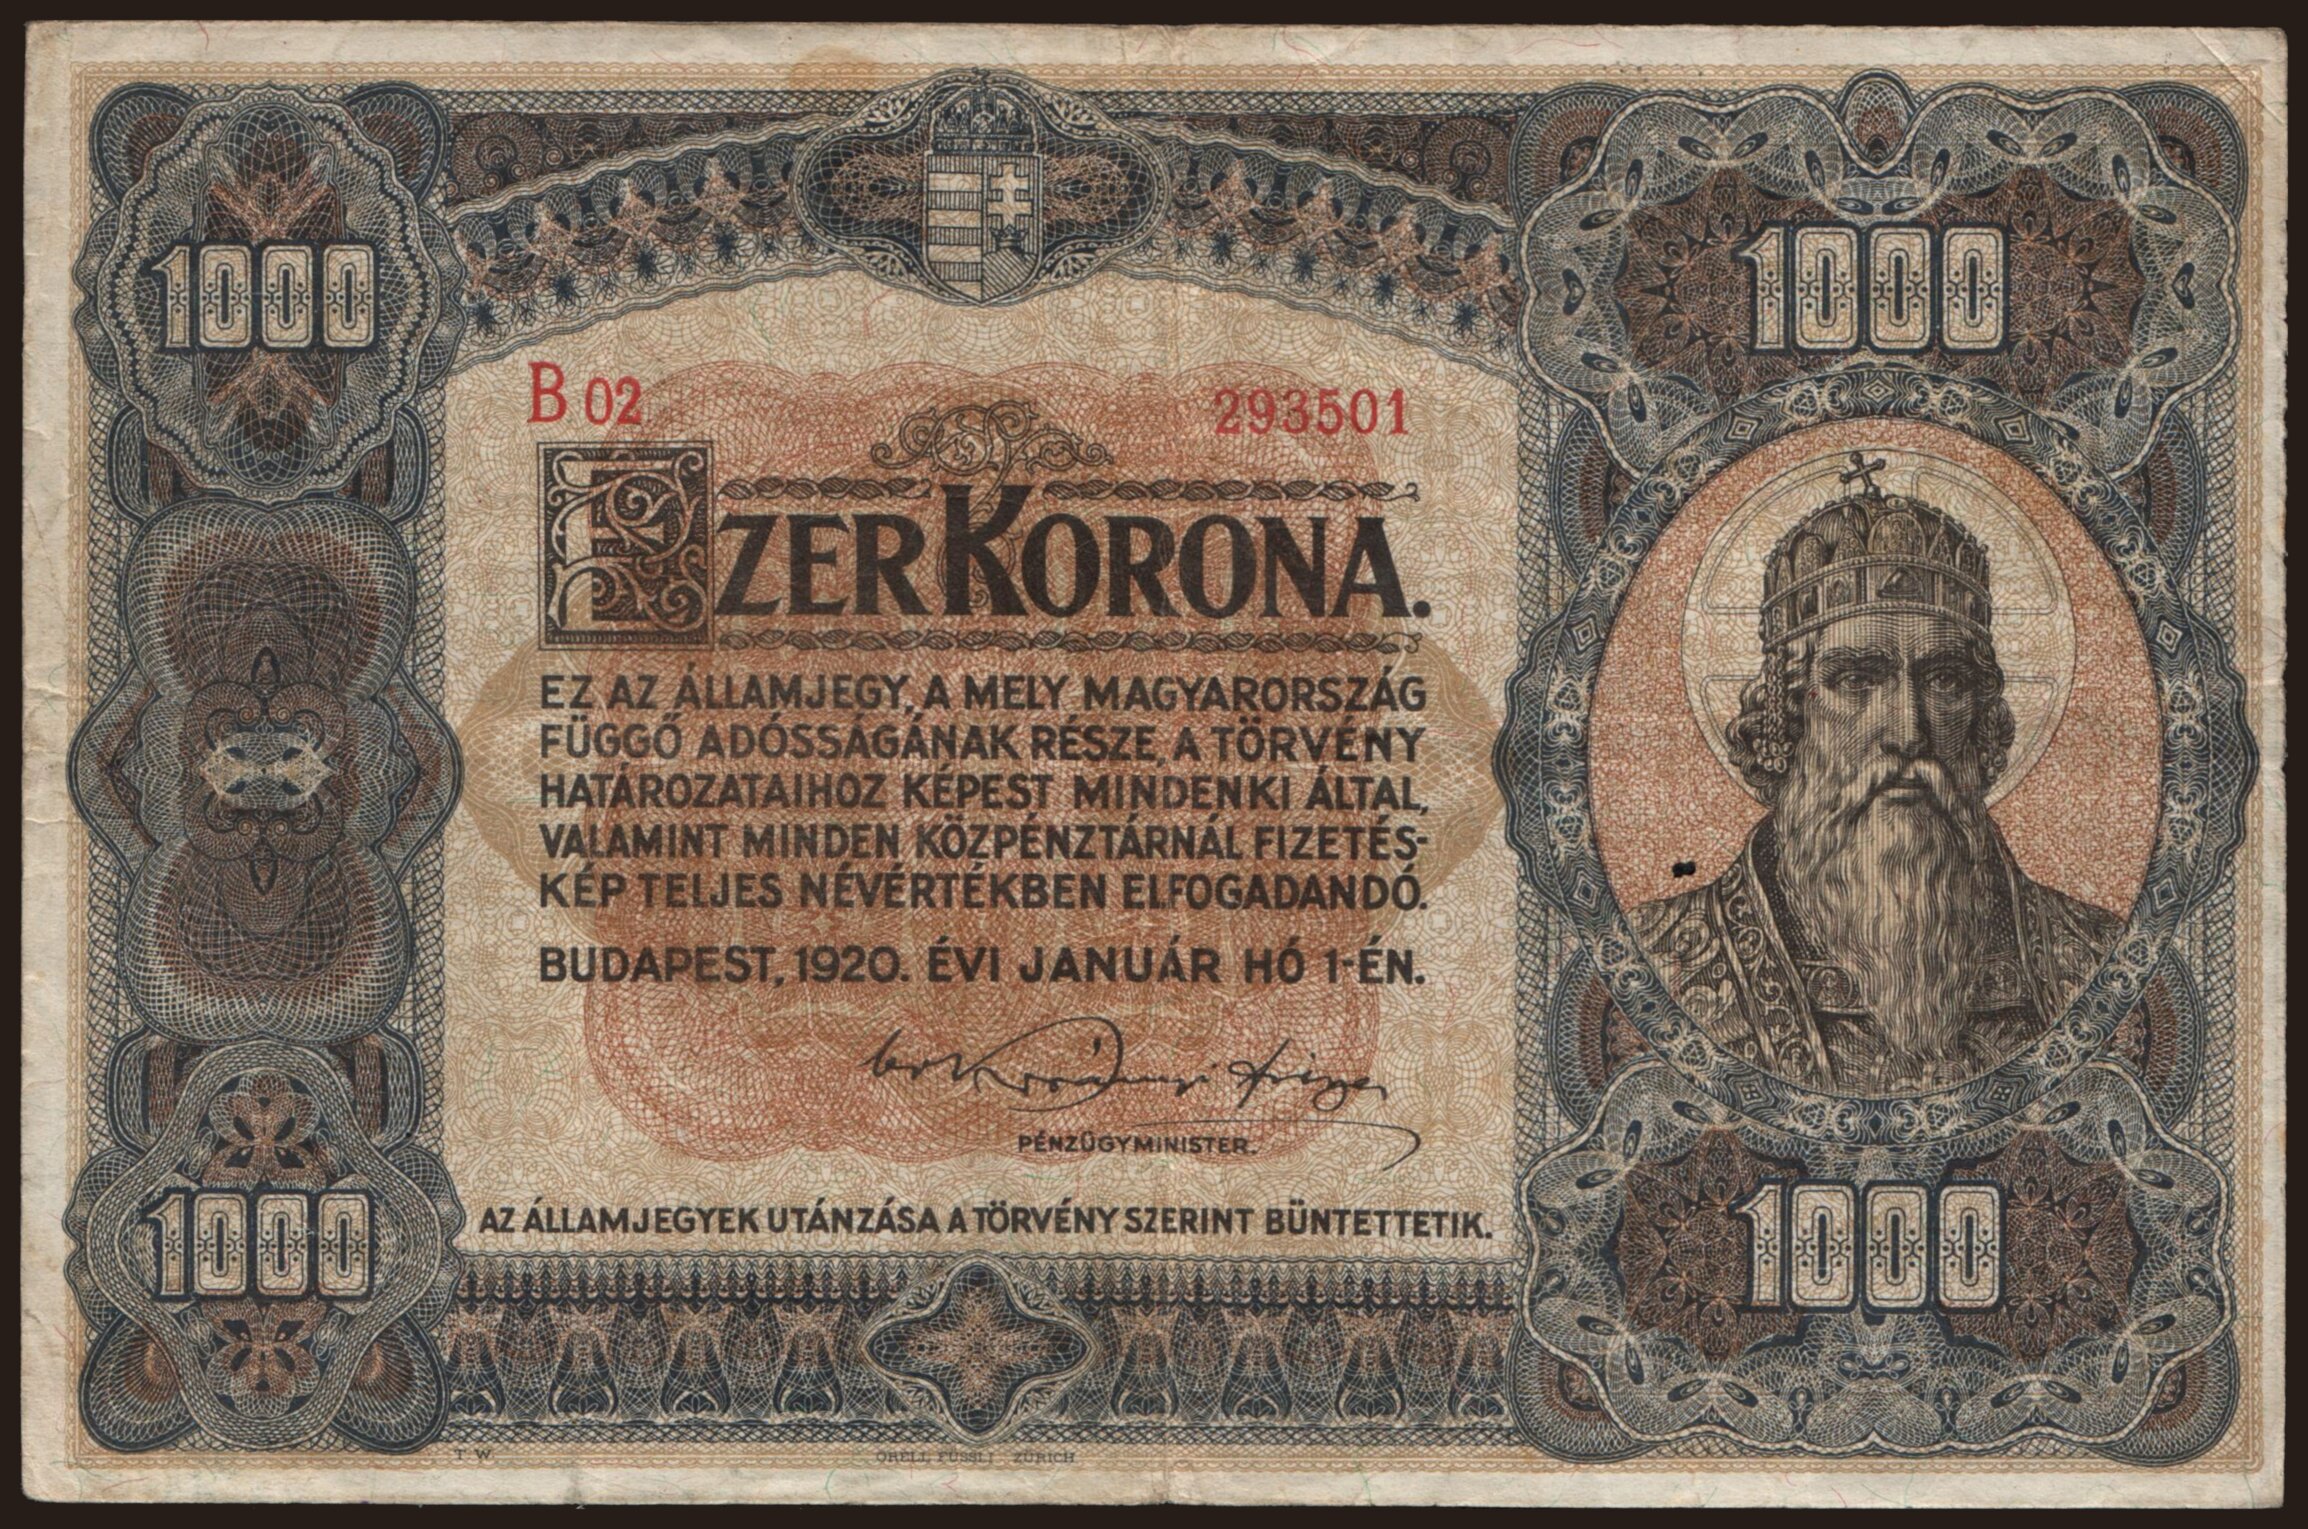 1000
1000
B 02
293501
EZER KORONA.
EZ AZ ÁLLAMJEGY, A MELY MAGYARORSZÁG
FÜGGŐ ADÓSSÁGÁNAK RÉSZE, A TÖRVÉNY
HATÁROZATAIHOZ KÉPEST MINDENKI ÁLTAL,
VALAMINT MINDEN KÖZPÉNZTÁRNÁL FIZETÉS-
KÉP TELJES NÉVÉRTÉKBEN ELFOGADANDÓ.
BUDAPEST, 1920. ÉVI JANUÁR HÓ 1-ÉN.
PÉNZÜGYMINISTER.
AZ ÁLLAMJEGYEK UTÁNZÁSA A TÖRVÉNY SZERINT BÜNTETTETIK.
1000
1000
T. W.
ORELL FÜSSLI ZÜRICH